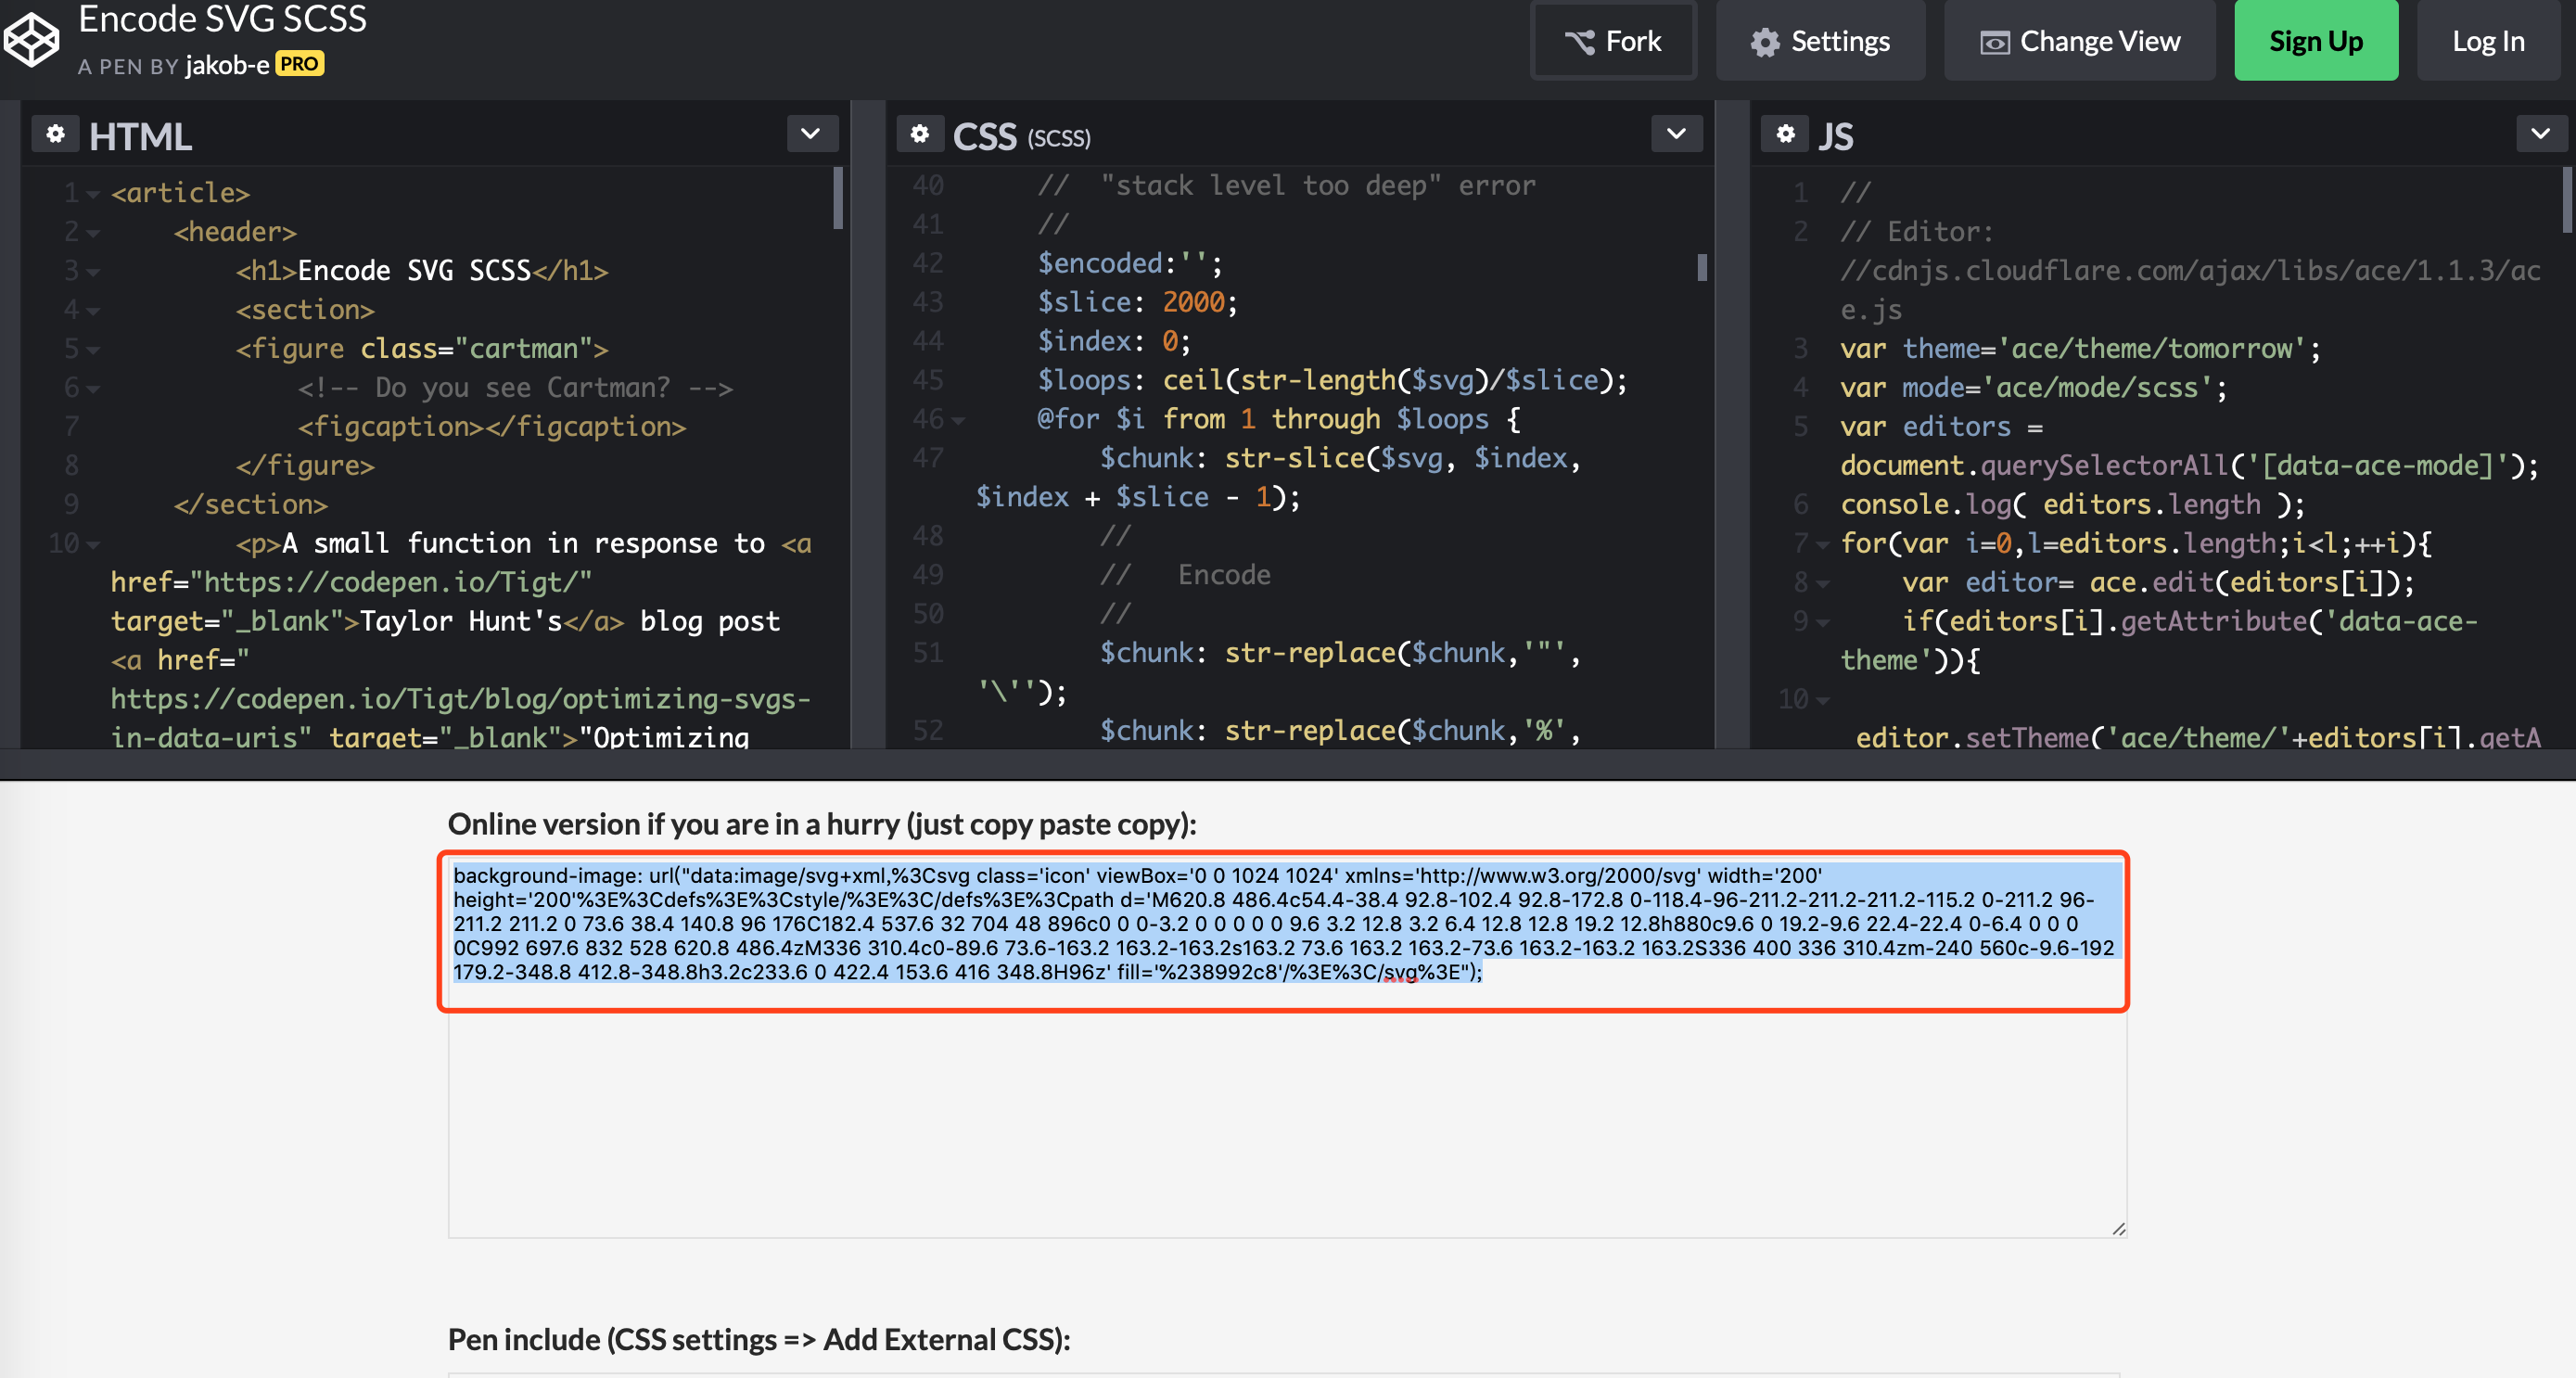 Encode SVG SCSS
A PEN BY jakob-e PRO
Fork
Settings
Change View
Sign Up
Log In
HTML
1 <article>
2 <header>
3 <h1>Encode SVG SCSS</h1>
4 <section>
5 <figure class="cartman">
6 <!-- Do you see Cartman? -->
7 <figcaption></figcaption>
8 </figure>
9 </section>
10 <p>A small function in response to <a
href="https://codepen.io/Tigt/"
target="_blank">Taylor Hunt's</a> blog post
<a href="
https://codepen.io/Tigt/blog/optimizing-svgs-
in-data-uris" target="_blank">"Optimizing
CSS (SCSS)
40 // "stack level too deep" error
41 //
42 $encoded:'';
43 $slice: 2000;
44 $index: 0;
45 $loops: ceil(str-length($svg)/$slice);
46 @for $i from 1 through $loops {
47 $chunk: str-slice($svg, $index,
$index + $slice - 1);
48 //
49 // Encode
50 //
51 $chunk: str-replace($chunk,'"',
'\'');
52 $chunk: str-replace($chunk,'%',
JS
1 //
2 // Editor:
//cdnjs.cloudflare.com/ajax/libs/ace/1.1.3/ac
e.js
3 var theme='ace/theme/tomorrow';
4 var mode='ace/mode/scss';
5 var editors =
document.querySelectorAll('[data-ace-mode]');
6 console.log( editors.length );
7 for(var i=0,l=editors.length;i<l;++i){
8 var editor= ace.edit(editors[i]);
9 if(editors[i].getAttribute('data-ace-
theme')){
10
editor.setTheme('ace/theme/'+editors[i].getA
Online version if you are in a hurry (just copy paste copy):
background-image: url("data:image/svg+xml,%3Csvg class='icon' viewBox='0 0 1024 1024' xmlns='http://www.w3.org/2000/svg' width='200'
height='200'%3E%3Cdefs%3E%3Cstyle/%3E%3C/defs%3E%3Cpath d='M620.8 486.4c54.4-38.4 92.8-102.4 92.8-172.8 0-118.4-96-211.2-211.2-211.2-115.2 0-211.2 96-
211.2 211.2 0 73.6 38.4 140.8 96 176C182.4 537.6 32 704 48 896c0 0 0-3.2 0 0 0 0 0 9.6 3.2 12.8 3.2 6.4 12.8 12.8 19.2 12.8h880c9.6 0 19.2-9.6 22.4-22.4 0-6.4 0 0 0
0C992 697.6 832 528 620.8 486.4zM336 310.4c0-89.6 73.6-163.2 163.2-163.2s163.2 73.6 163.2 163.2-73.6 163.2-163.2 163.2S336 400 336 310.4zm-240 560c-9.6-192
179.2-348.8 412.8-348.8h3.2c233.6 0 422.4 153.6 416 348.8H96z' fill='%238992c8'/%3E%3C/svg%3E");
Pen include (CSS settings => Add External CSS):